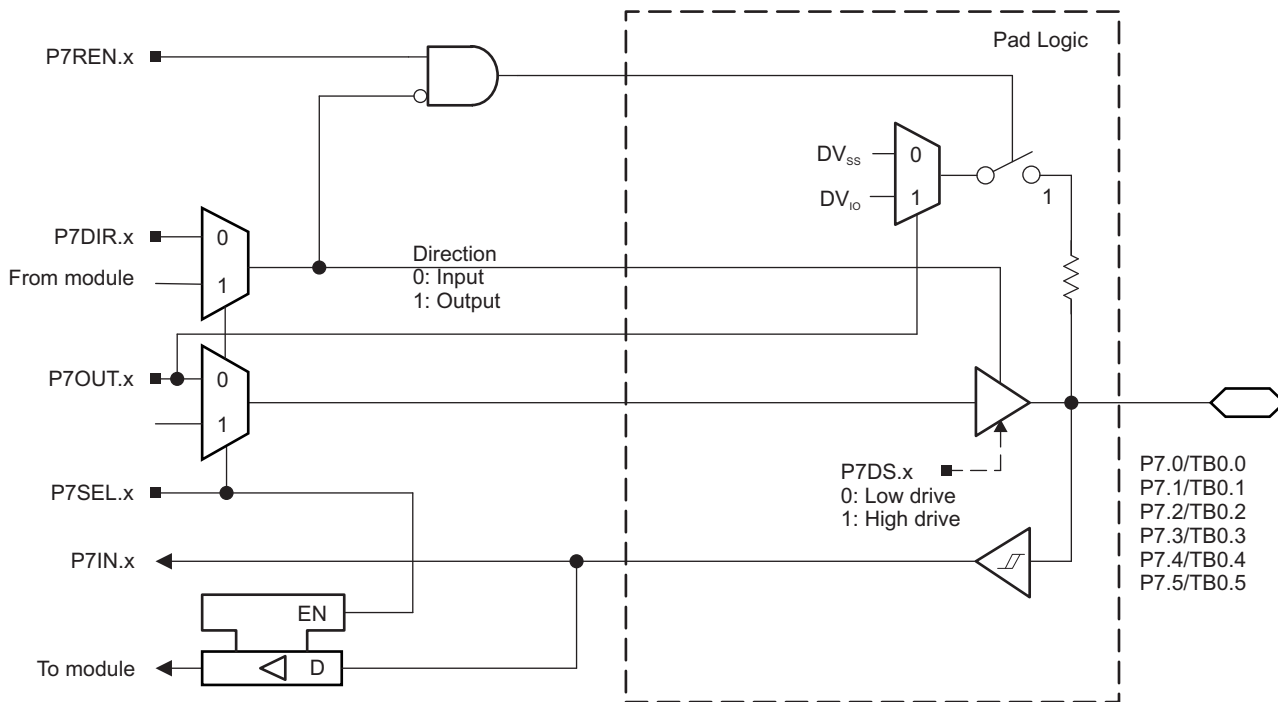 Pad Logic
P7REN.x
DVSS
0
DVIO
1
1
P7DIR.x
0
From module
1
Direction
0: Input
1: Output
P7OUT.x
0
1
P7DS.x
0: Low drive
1: High drive
P7SEL.x
P7IN.x
EN
To module
D
P7.0/TB0.0
P7.1/TB0.1
P7.2/TB0.2
P7.3/TB0.3
P7.4/TB0.4
P7.5/TB0.5